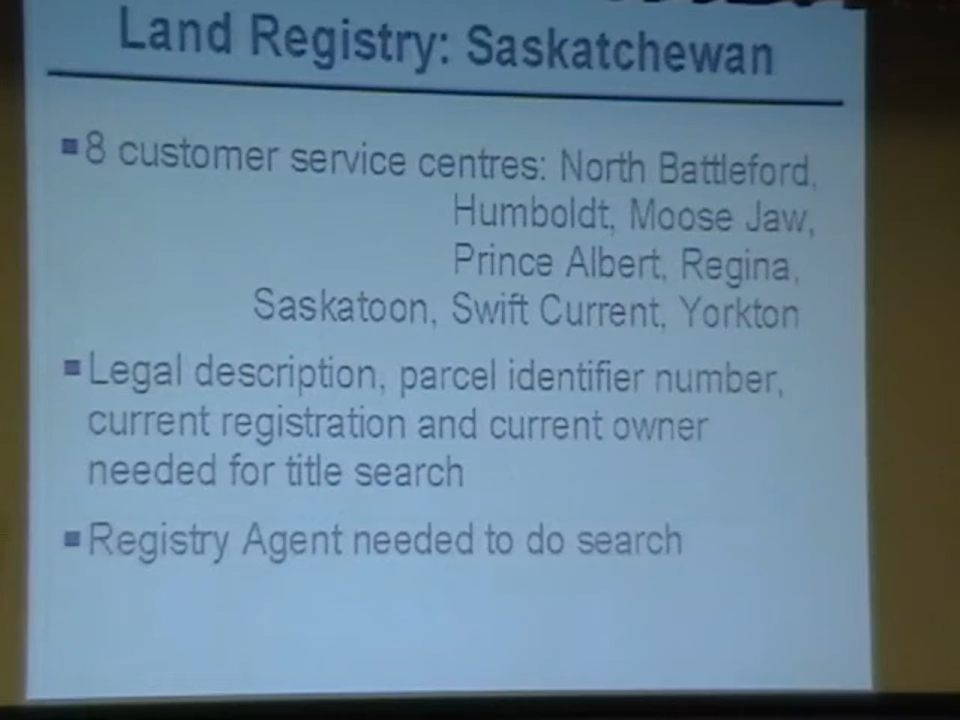 Land Registry: Saskatchewan
8 customer service centres: North Battleford,
Humboldt, Moose Jaw,
Prince Albert, Regina,
Saskatoon, Swift Current, Yorkton
Legal description, parcel identifier number,
current registration and current owner
needed for title search
Registry Agent needed to do search